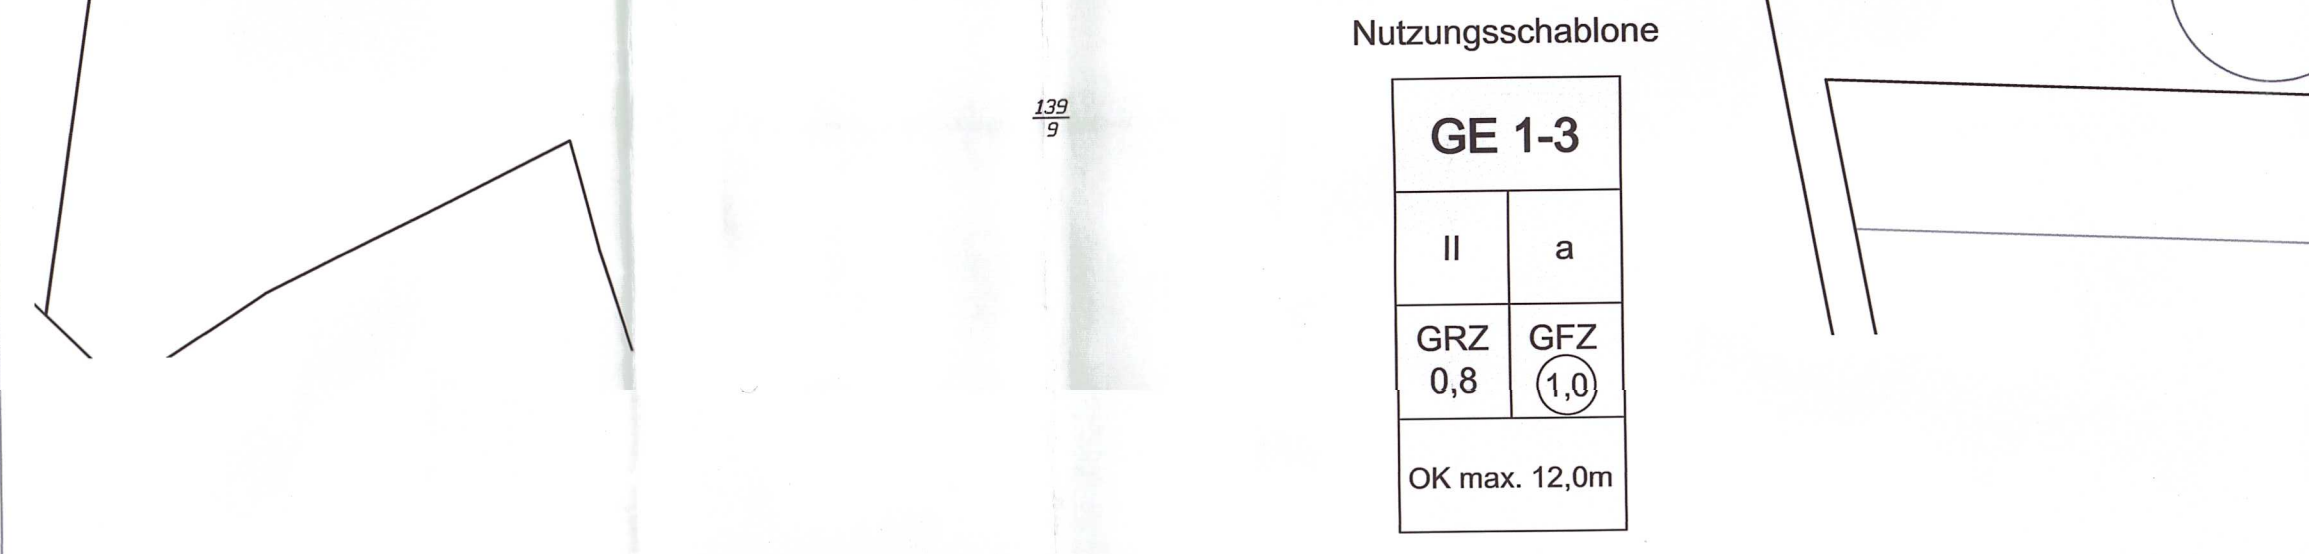 Nutzungsschablone
139
9
GE 1-3
II
a
GRZ
0,8
GFZ
1,0
OK max. 12,0m